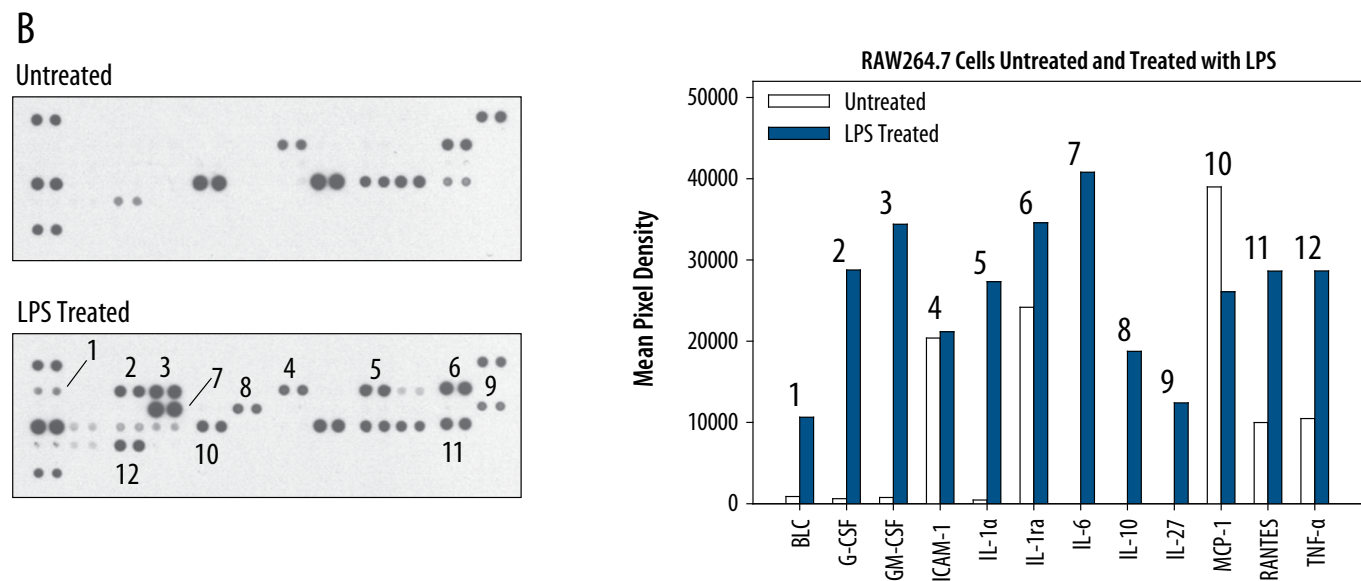 B
Untreated
LPS Treated
1
2
3
4
5
6
7
8
9
10
11
12
RAW264.7 Cells Untreated and Treated with LPS
Untreated
LPS Treated
Mean Pixel Density
50000
40000
30000
20000
10000
0
1
2
3
4
5
6
7
8
9
10
11
12
BLC
G-CSF
GM-CSF
ICAM-1
IL-1α
IL-1ra
IL-6
IL-10
IL-27
MCP-1
RANTES
TNF-α